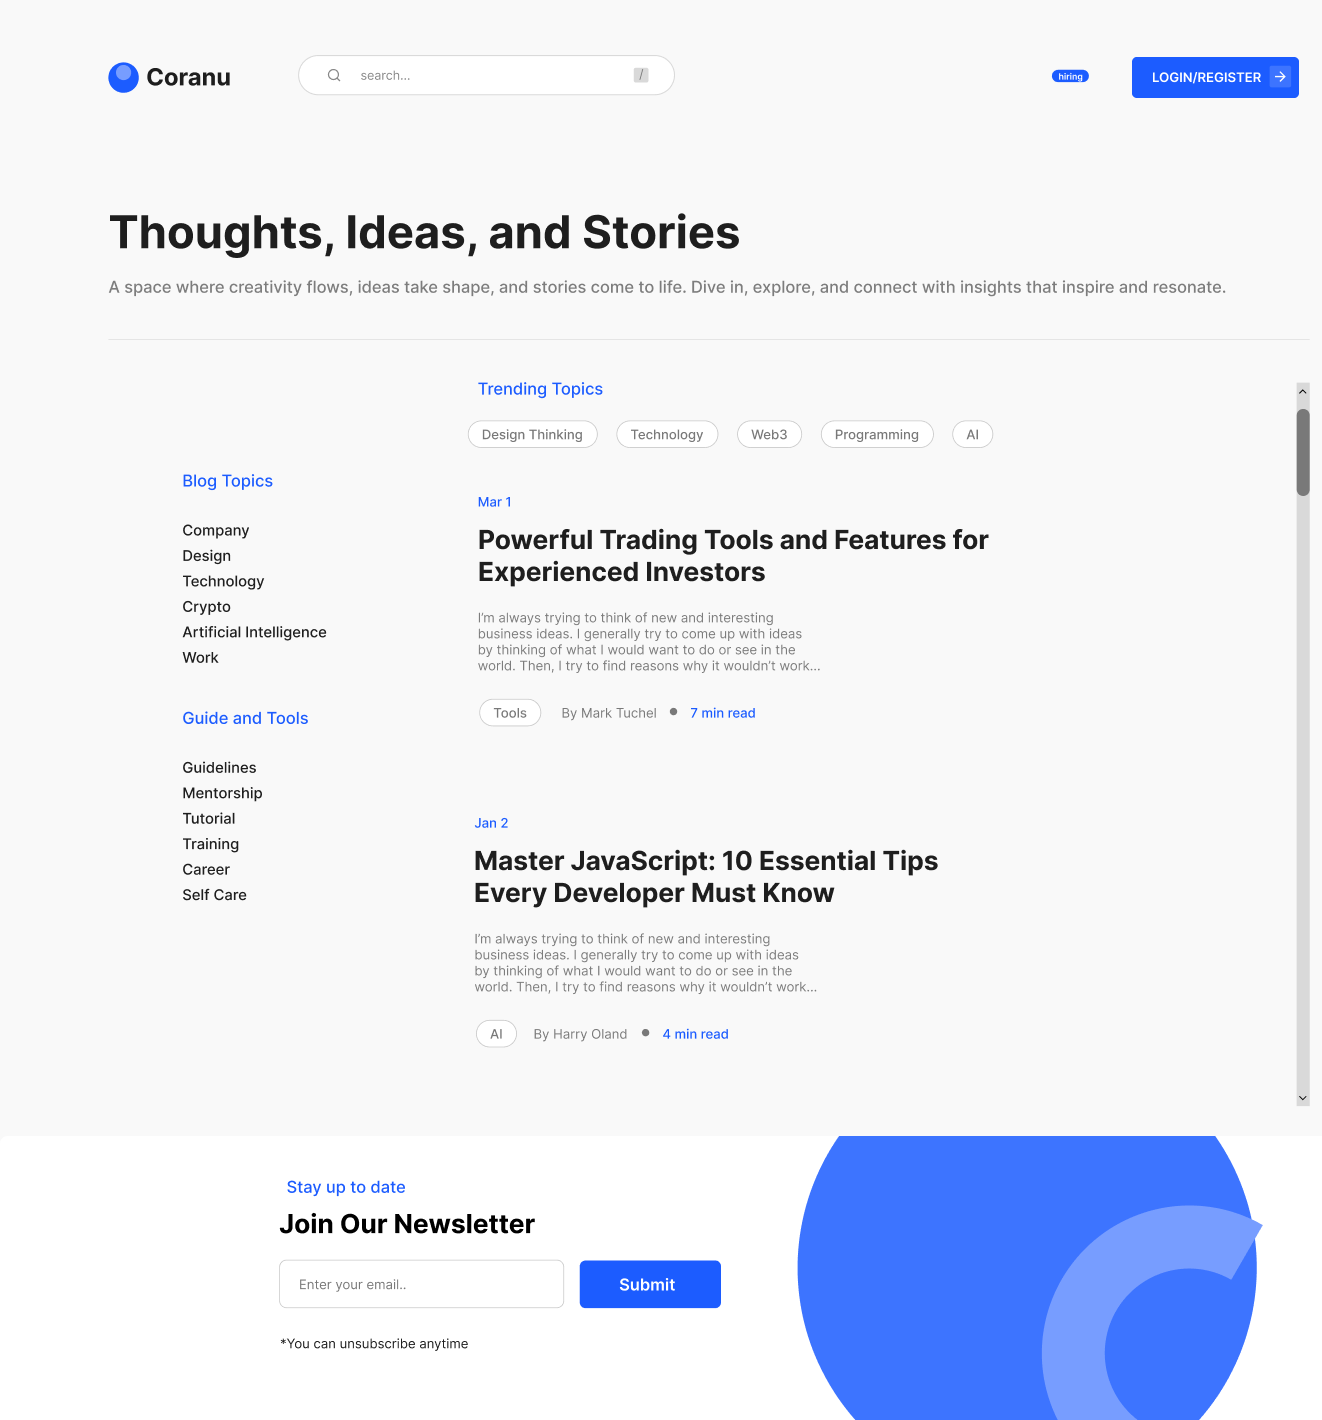 Coranu
search...
/
hiring
LOGIN/REGISTER
Thoughts, Ideas, and Stories
A space where creativity flows, ideas take shape, and stories come to life. Dive in, explore, and connect with insights that inspire and resonate.
Blog Topics
Company
Design
Technology
Crypto
Artificial Intelligence
Work
Guide and Tools
Guidelines
Mentorship
Tutorial
Training
Career
Self Care
Trending Topics
Design Thinking Technology Web3 Programming AI
Mar 1
Powerful Trading Tools and Features for
Experienced Investors
I’m always trying to think of new and interesting
business ideas. I generally try to come up with ideas
by thinking of what I would want to do or see in the
world. Then, I try to find reasons why it wouldn’t work...
Tools By Mark Tuchel • 7 min read
Jan 2
Master JavaScript: 10 Essential Tips
Every Developer Must Know
I’m always trying to think of new and interesting
business ideas. I generally try to come up with ideas
by thinking of what I would want to do or see in the
world. Then, I try to find reasons why it wouldn’t work...
AI By Harry Oland • 4 min read
Stay up to date
Join Our Newsletter
Enter your email..
Submit
*You can unsubscribe anytime